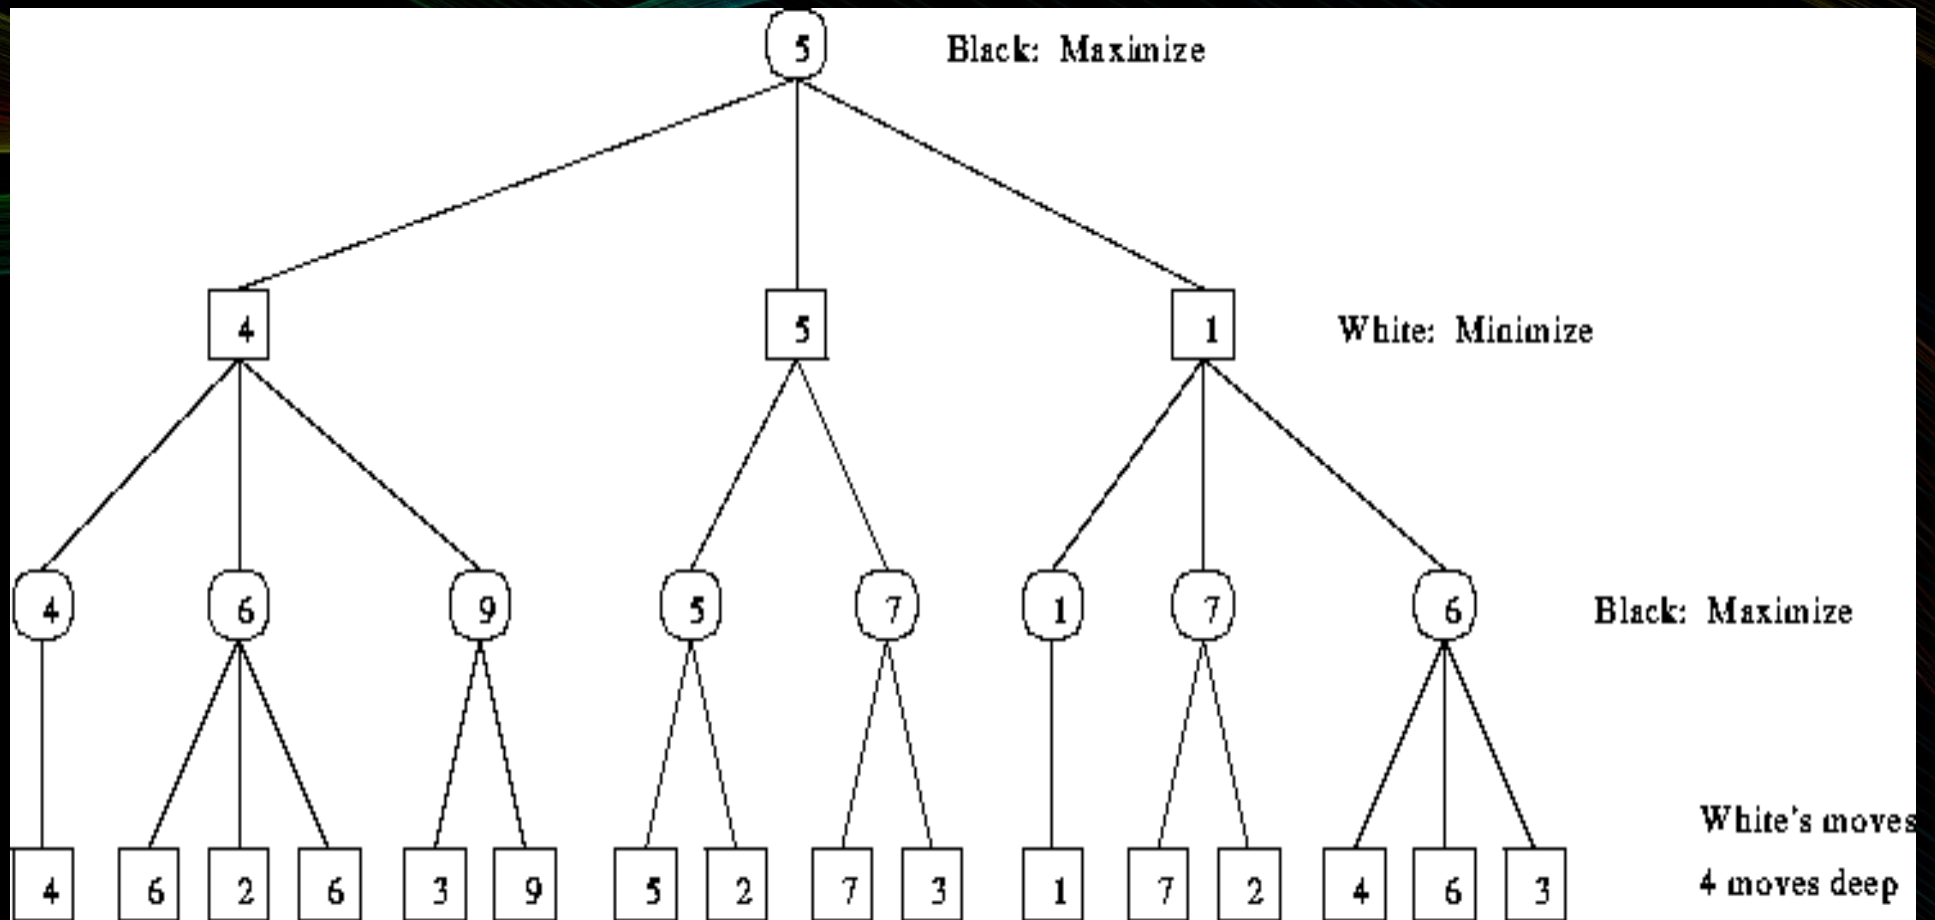 5 Black: Maximize
4 5 1 White: Minimize
4 6 9 5 7 1 7 6 Black: Maximize
White's moves
4 6 2 6 3 9 5 2 7 3 1 7 2 4 6 3 4 moves deep